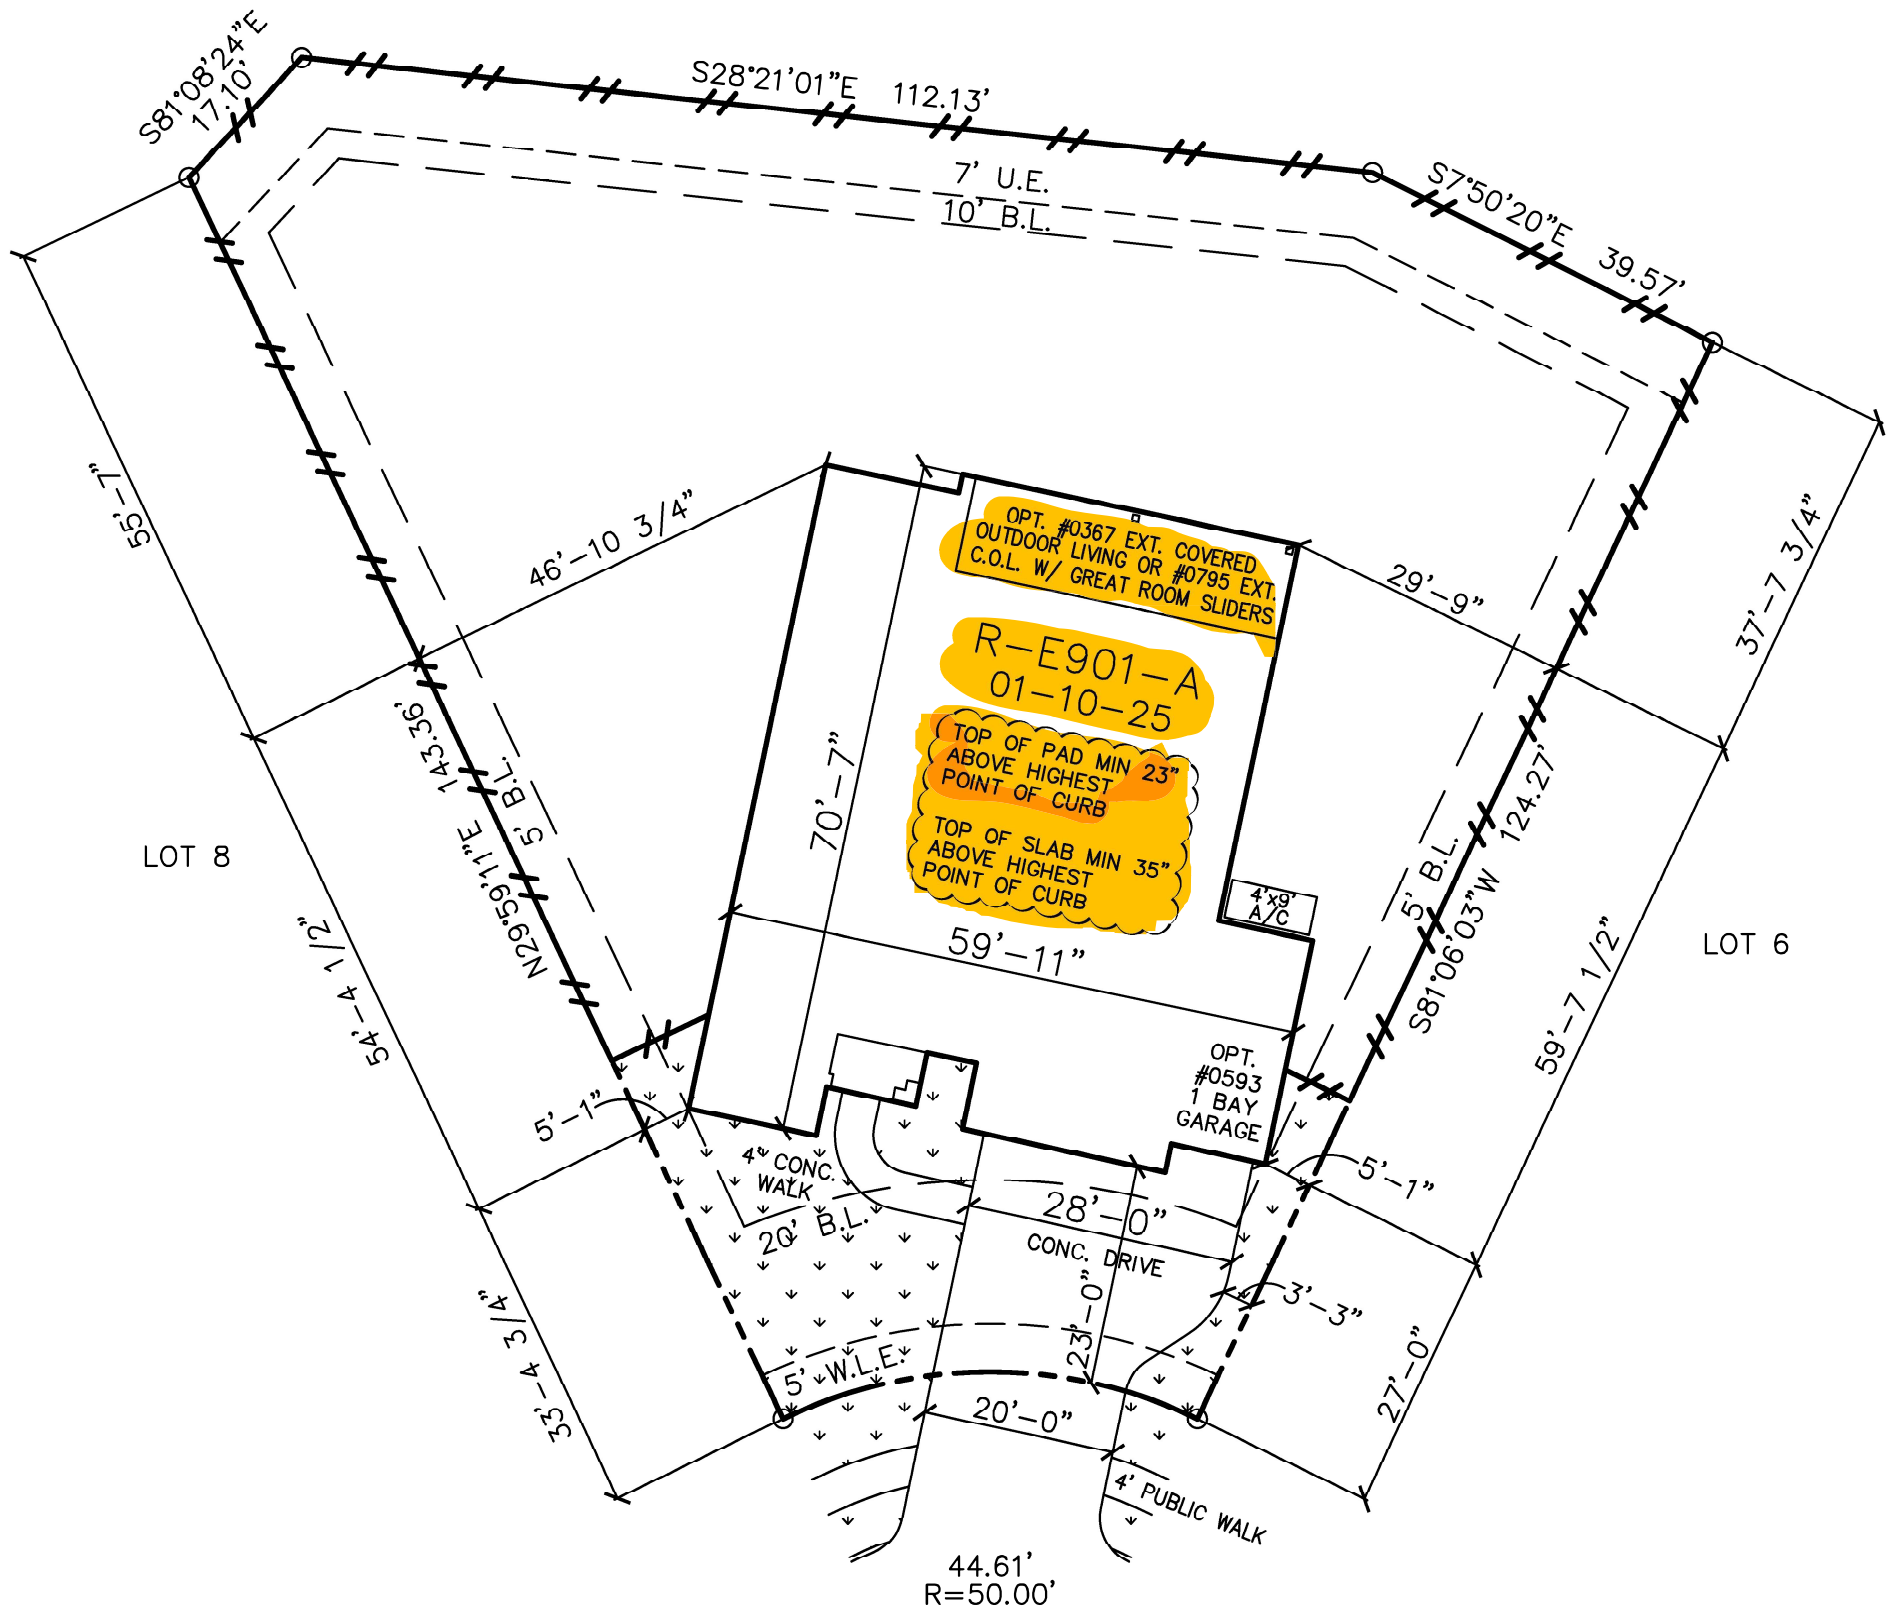 S81°08'24"E
17.10'
S28°21'01"E 112.13'
S7°50'20"E 39.57'
7' U.E.
10' B.L.
55'-7"
46'-10 3/4"
OPT. #0367 EXT. COVERED
OUTDOOR LIVING OR #0795 EXT.
C.O.L. W/ GREAT ROOM SLIDERS
29'-9"
37'-7 3/4"
R-E901-A
01-10-25
TOP OF PAD MIN 23"
ABOVE HIGHEST
POINT OF CURB
TOP OF SLAB MIN 35"
ABOVE HIGHEST
POINT OF CURB
70'-7"
N29°59'11"E 143.36'
5' B.L.
LOT 8
4'x9'
A/C
5' B.L.
S81°06'03"W 124.27'
LOT 6
59'-11"
54'-4 1/2"
59'-7 1/2"
OPT.
#0593
1 BAY
GARAGE
5'-1"
4' CONC.
WALK
20' B.L.
28'-0"
CONC. DRIVE
5'-1"
23'-0"
3'-3"
33'-4 3/4"
5' W.L.E.
27'-0"
20'-0"
4' PUBLIC WALK
44.61'
R=50.00'